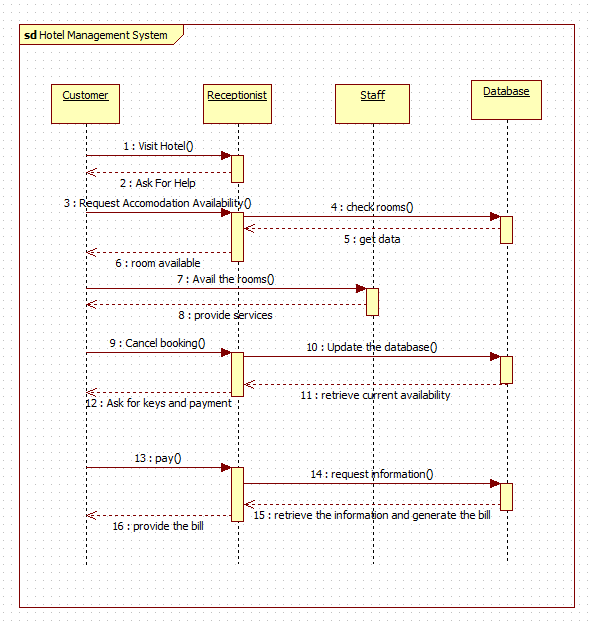 sd Hotel Management System
Customer
Receptionist
Staff
Database
1 : Visit Hotel()
2 : Ask For Help
3 : Request Accomodation Availability()
4 : check rooms()
5 : get data
6 : room available
7 : Avail the rooms()
8 : provide services
9 : Cancel booking()
10 : Update the database()
11 : retrieve current availability
12 : Ask for keys and payment
13 : pay()
14 : request information()
15 : retrieve the information and generate the bill
16 : provide the bill